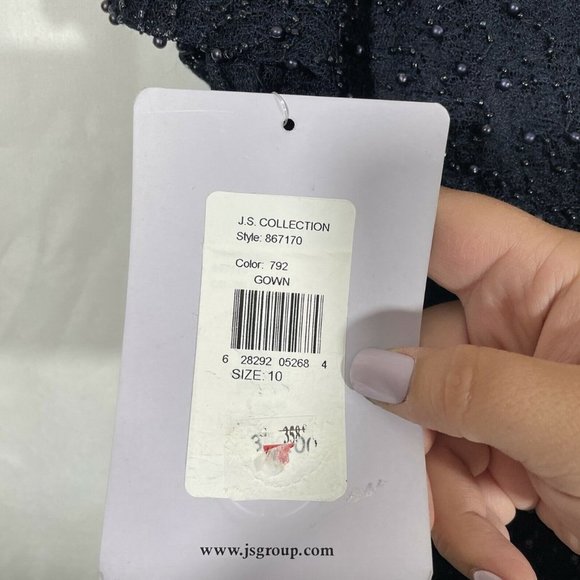 J.S. COLLECTION
Style: 867170
Color: 792
GOWN
6 28292 05268 4
SIZE: 10
www.jsgroup.com